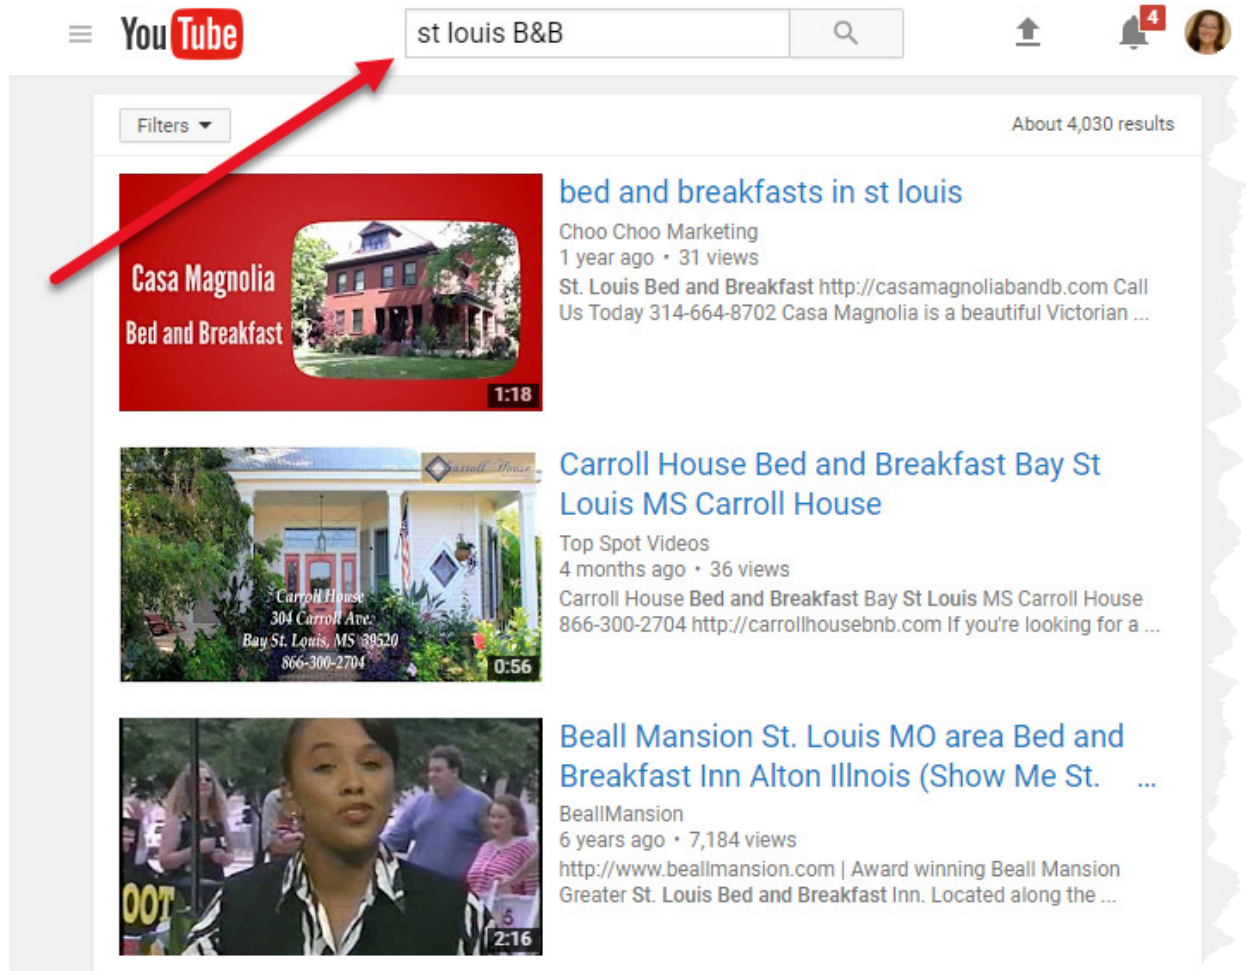 YouTube
st louis B&B
4
Filters
About 4,030 results
Casa Magnolia
Bed and Breakfast
1:18
bed and breakfasts in st louis
Choo Choo Marketing
1 year ago • 31 views
St. Louis Bed and Breakfast http://casamagnoliabandb.com Call
Us Today 314-664-8702 Casa Magnolia is a beautiful Victorian ...
Carroll House
Carroll House
304 Carroll Ave.
Bay St. Louis, MS 39520
866-300-2704
0:56
Carroll House Bed and Breakfast Bay St
Louis MS Carroll House
Top Spot Videos
4 months ago • 36 views
Carroll House Bed and Breakfast Bay St Louis MS Carroll House
866-300-2704 http://carrollhousebnb.com If you're looking for a ...
OOT
5
2:16
Beall Mansion St. Louis MO area Bed and
Breakfast Inn Alton Illnois (Show Me St. ...
BeallMansion
6 years ago • 7,184 views
http://www.beallmansion.com | Award winning Beall Mansion
Greater St. Louis Bed and Breakfast Inn. Located along the ...